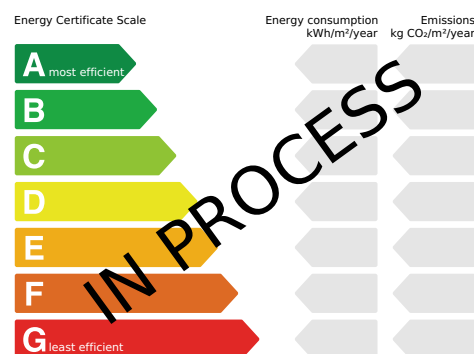 Energy Certificate Scale
Energy consumption
kWh/m²/year
Emissions
kg CO₂/m²/year
A most efficient
B
C
D
E
F
G least efficient
IN PROCESS